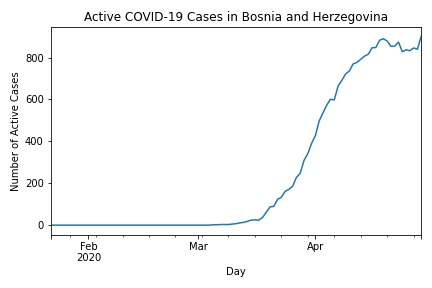 Active COVID-19 Cases in Bosnia and Herzegovina
Number of Active Cases
800
600
400
200
0
Feb
2020
Mar
Apr
Day